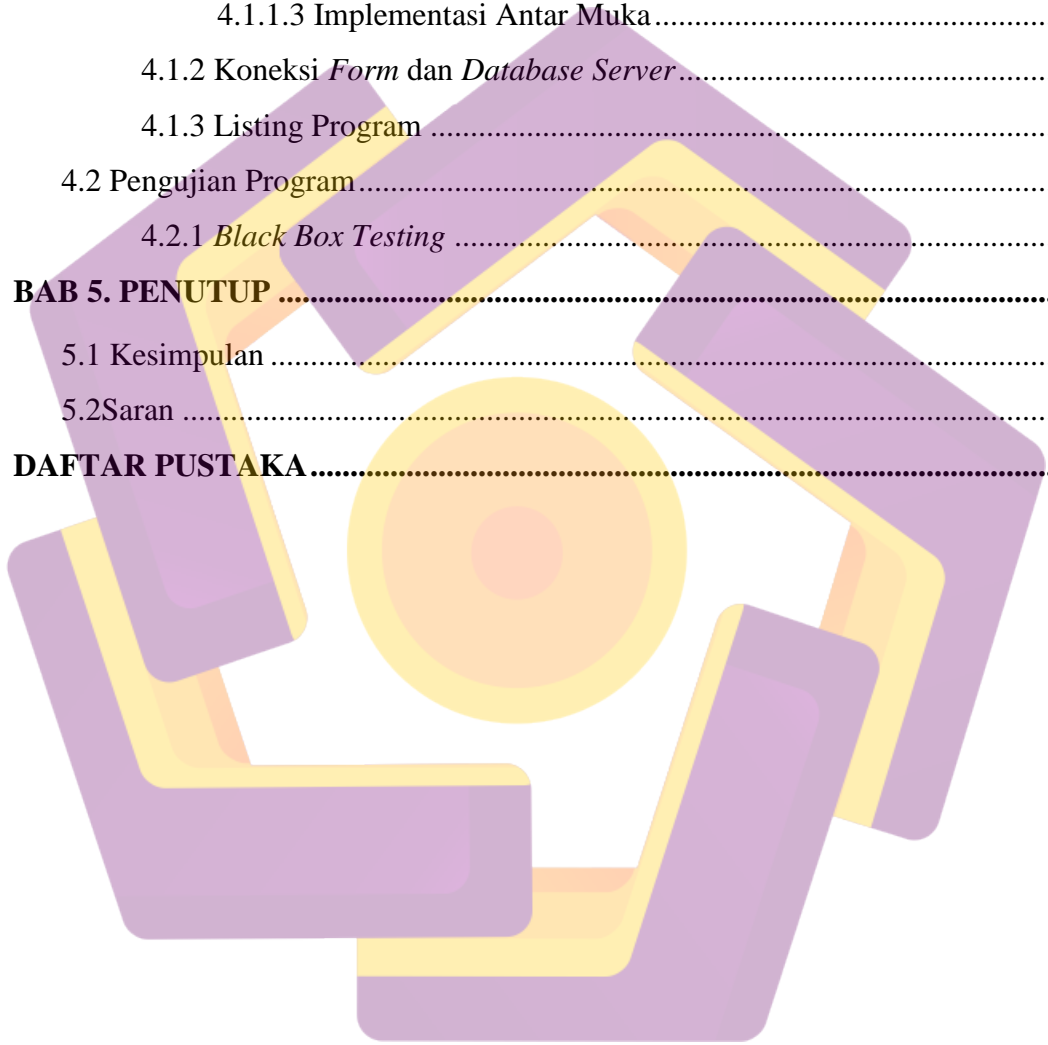 4.1.1.3 Implementasi Antar Muka........................................................
4.1.2 Koneksi Form dan Database Server....................................................
4.1.3 Listing Program ....................................................................................
4.2 Pengujian Program.......................................................................................
4.2.1 Black Box Testing .................................................................................
BAB 5. PENUTUP ..............................................................................................
5.1 Kesimpulan ..................................................................................................
5.2Saran .............................................................................................................
DAFTAR PUSTAKA..........................................................................................